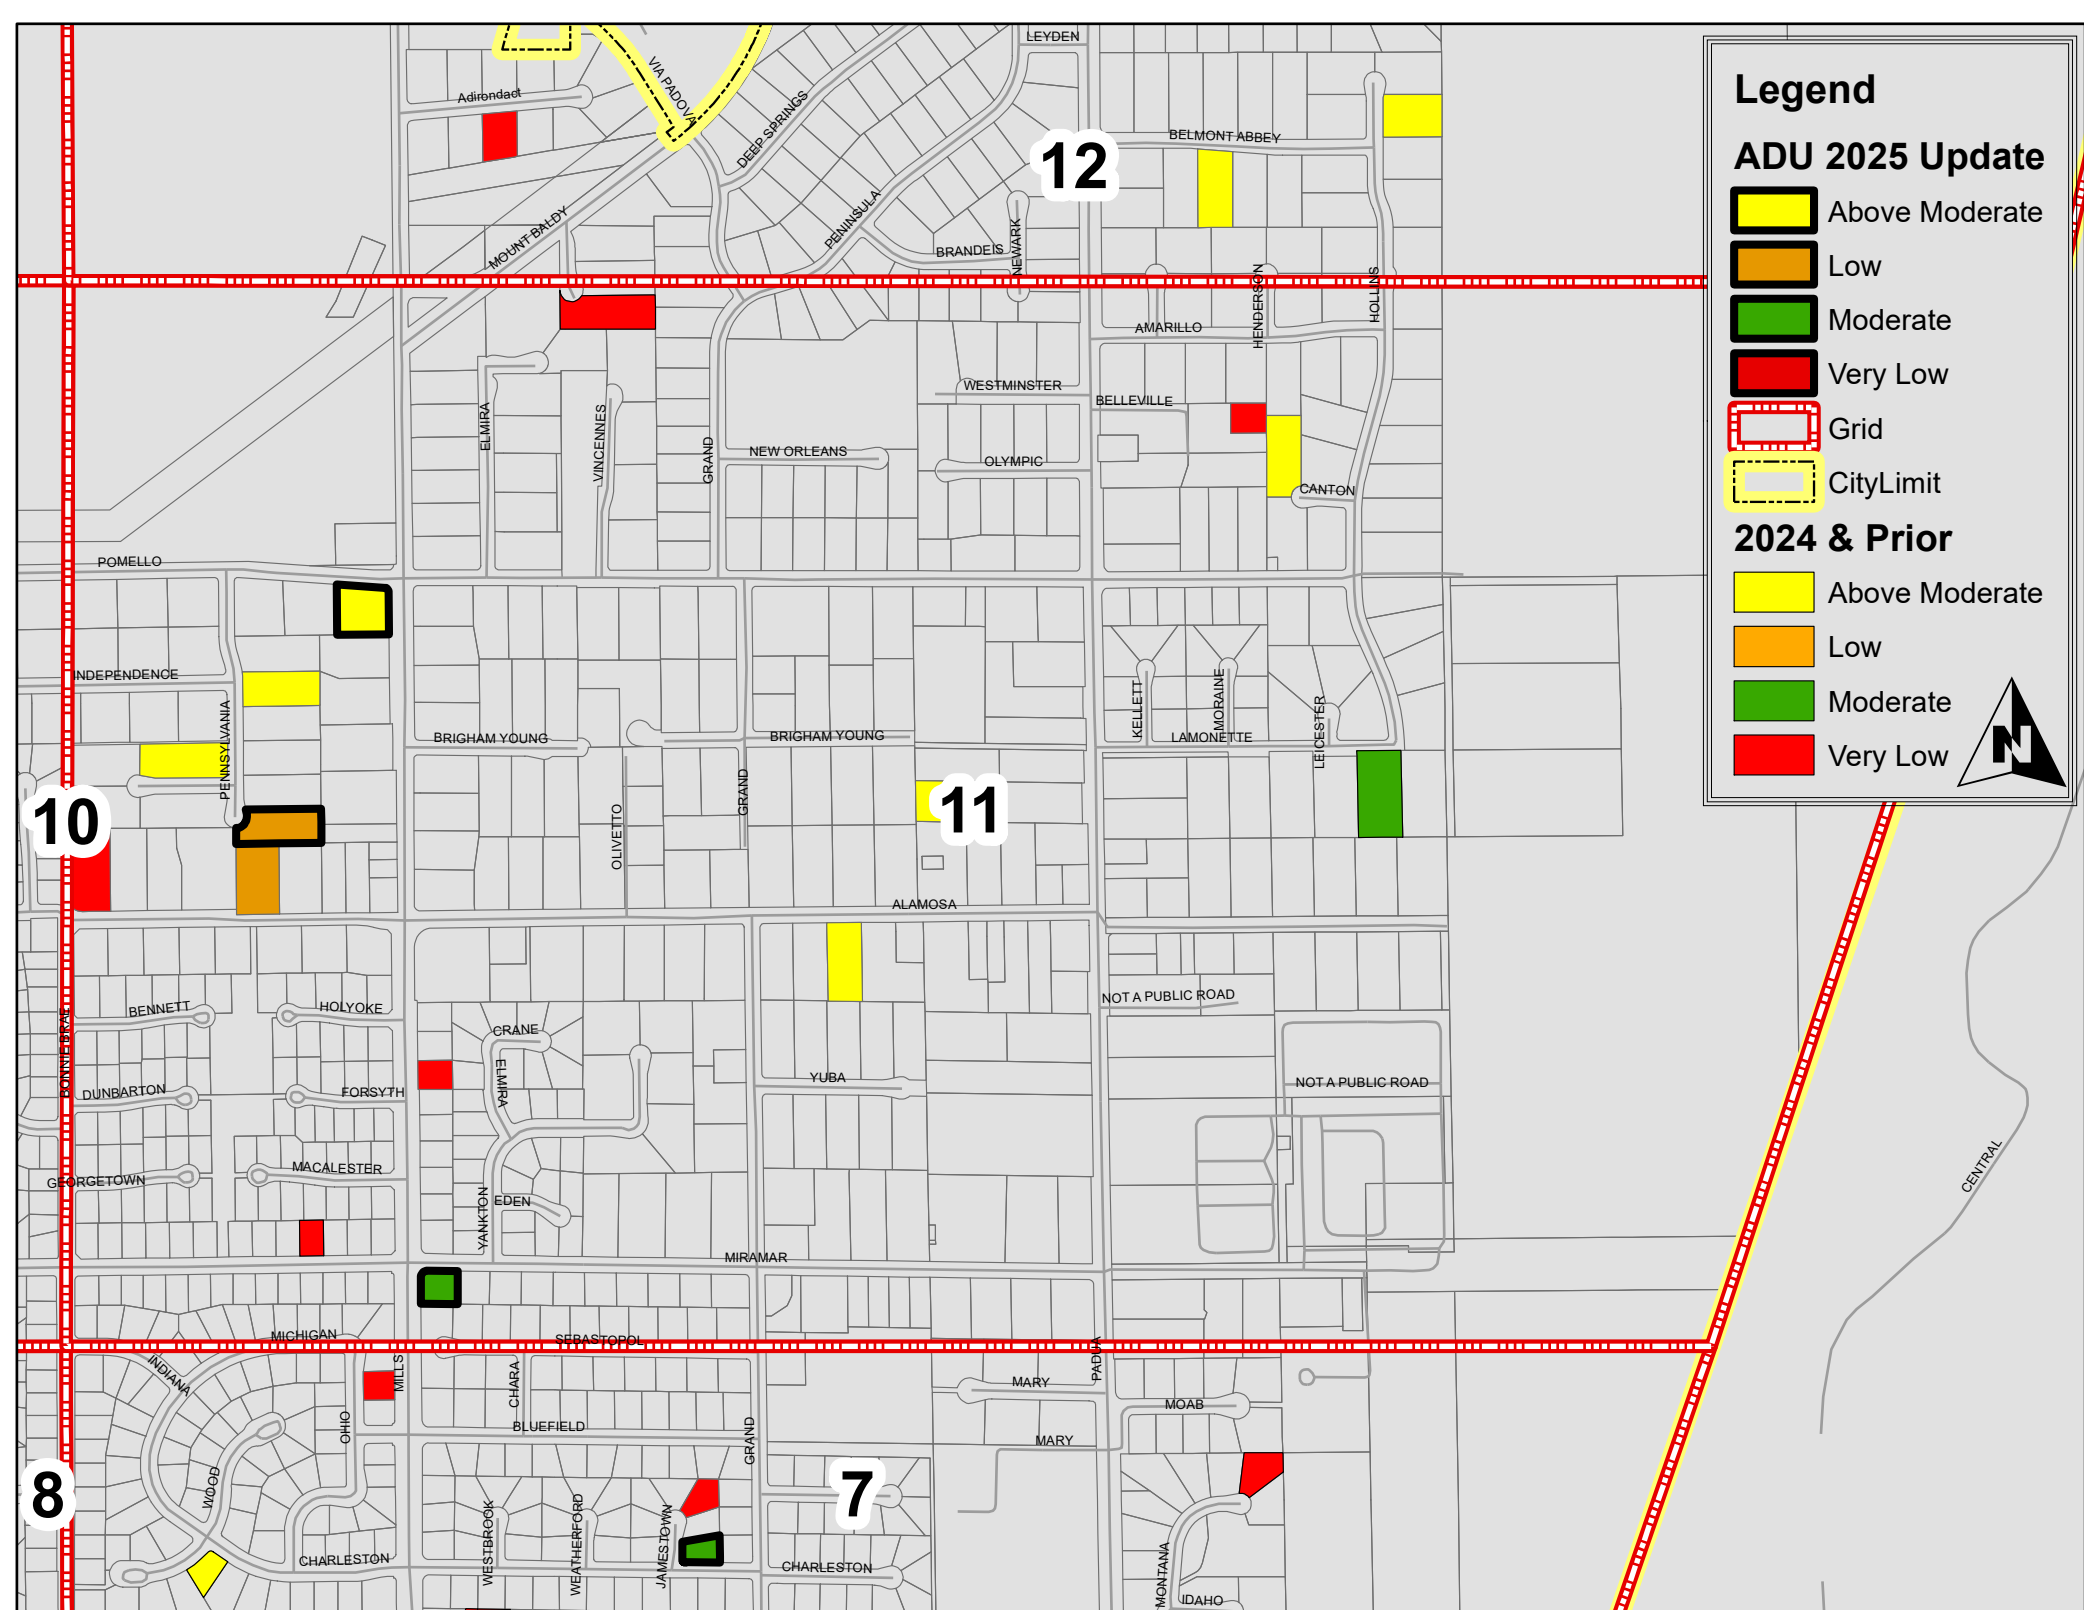 LEYDEN
VIA PADOVA
Adirondact
DEEP SPRINGS
12
BELMONT ABBEY
MOUNT BALDY
PENINSULA
BRANDEIS
NEWARK
HENDERSON
HOLLINS
AMARILLO
WESTMINSTER
BELLEVILLE
ELMIRA
VINCENNES
GRAND
NEW ORLEANS
OLYMPIC
CANTON
POMELLO
INDEPENDENCE
PENNSYLVANIA
BRIGHAM YOUNG
BRIGHAM YOUNG
KELLETT
LAMONETTE
LEICESTER
10
OLIVETTO
GRAND
11
ALAMOSA
BENNETT
HOLYOKE
NOT A PUBLIC ROAD
BONNIE BRAE
CRANE
ELMIRA
DUNBARTON
FORSYTH
YUBA
NOT A PUBLIC ROAD
GEORGETOWN
MACALESTER
YANKTON
EDEN
CENTRAL
MIRAMAR
MICHIGAN
SEBASTOPOL
PADUA
INDIANA
MILLS
CHARA
MARY
MOAB
OHIO
BLUEFIELD
GRAND
MARY
8
WOOD
7
WESTBROOK
WEATHERFORD
JAMESTOWN
CHARLESTON
CHARLESTON
MONTANA
IDAHO
Legend
ADU 2025 Update
Above Moderate
Low
Moderate
Very Low
Grid
CityLimit
2024 & Prior
Above Moderate
Low
Moderate
Very Low
N